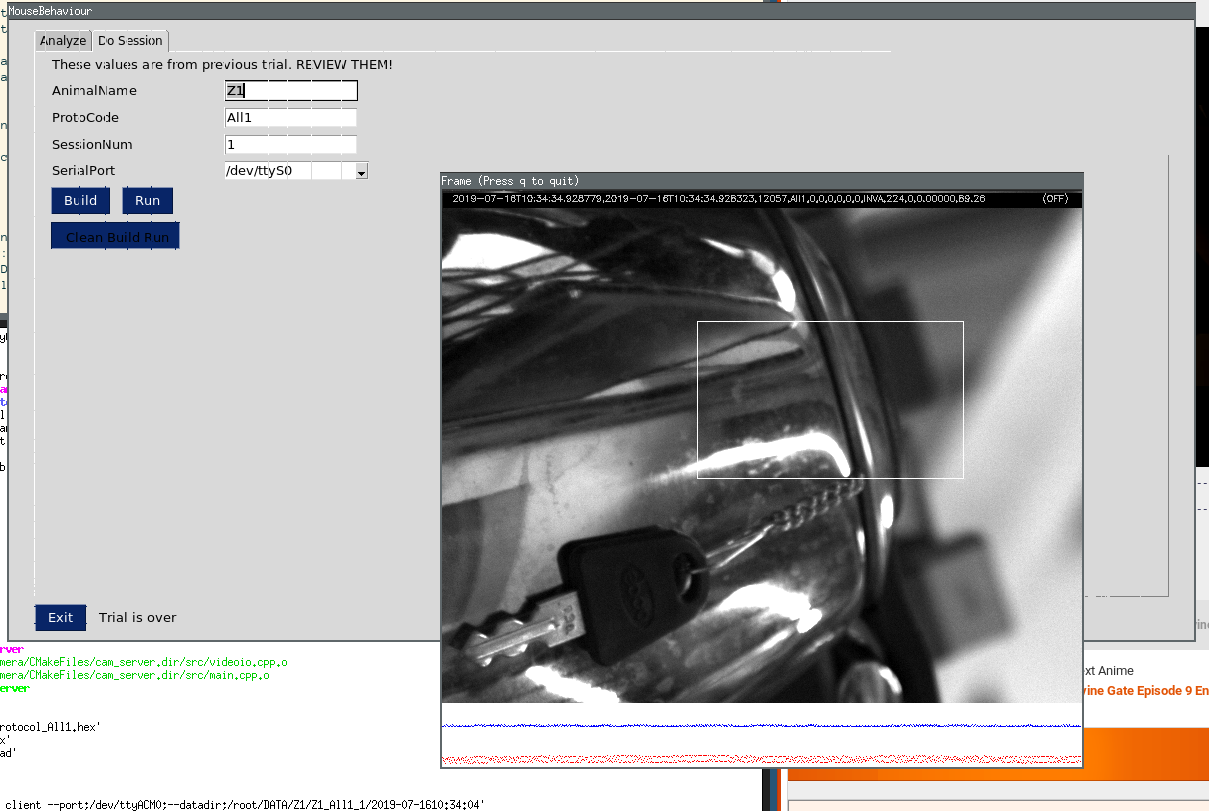 MouseBehaviour
Analyze
Do Session
These values are from previous trial. REVIEW THEM!
AnimalName
Z1
ProtoCode
All1
SessionNum
1
SerialPort
/dev/ttyS0
Build
Run
Clean Build Run
Frame (Press q to quit)
2019-07-16T10:34:34.928779,2019-07-16T10:34:34.928323,12057,All1,0,0,0,0,0,INVA,224,0,0.00000,89.26
(OFF)
Exit
Trial is over
rver
mera/CMakeFiles/cam_server.dir/src/videoio.cpp.o
mera/CMakeFiles/cam_server.dir/src/main.cpp.o
erver
rotocol_All1.hex'
x'
ad'
client --port;/dev/ttyACM0;--datadir;/root/DATA/Z1/Z1_All1_1/2019-07-1610:34:04'
ext Anime
vine Gate Episode 9 En